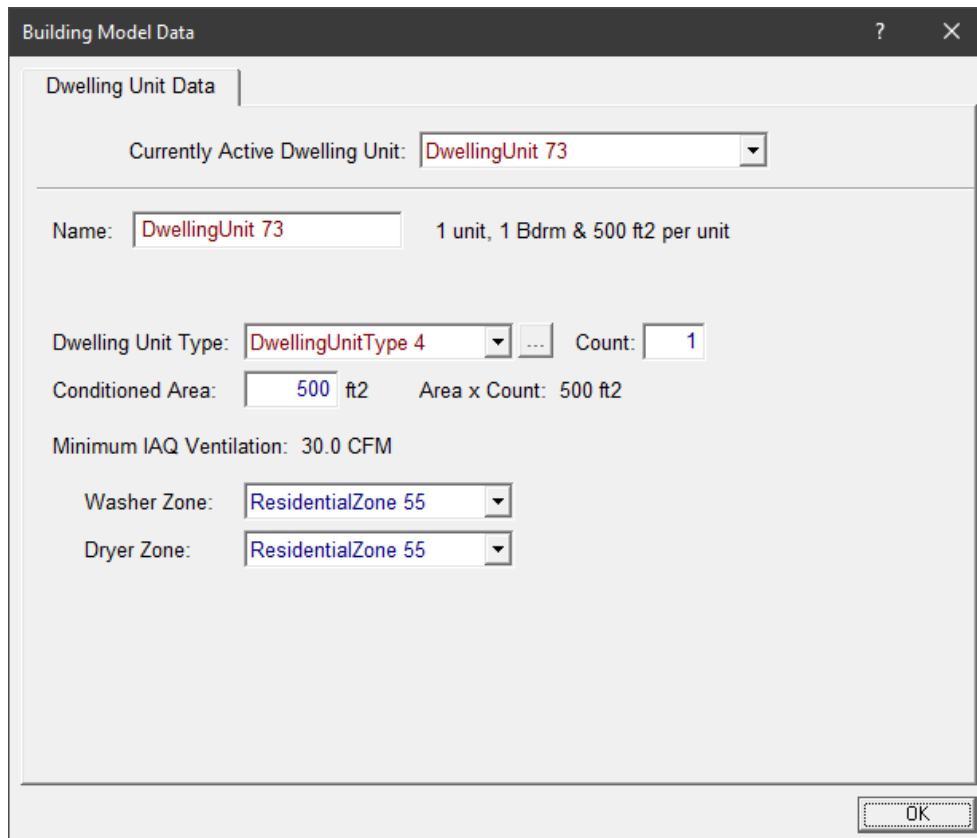 Building Model Data ? ✕
Dwelling Unit Data
Currently Active Dwelling Unit: DwellingUnit 73
Name: DwellingUnit 73 1 unit, 1 Bdrm & 500 ft2 per unit
Dwelling Unit Type: DwellingUnitType 4 ... Count: 1
Conditioned Area: 500 ft2 Area x Count: 500 ft2
Minimum IAQ Ventilation: 30.0 CFM
Washer Zone: ResidentialZone 55
Dryer Zone: ResidentialZone 55
OK